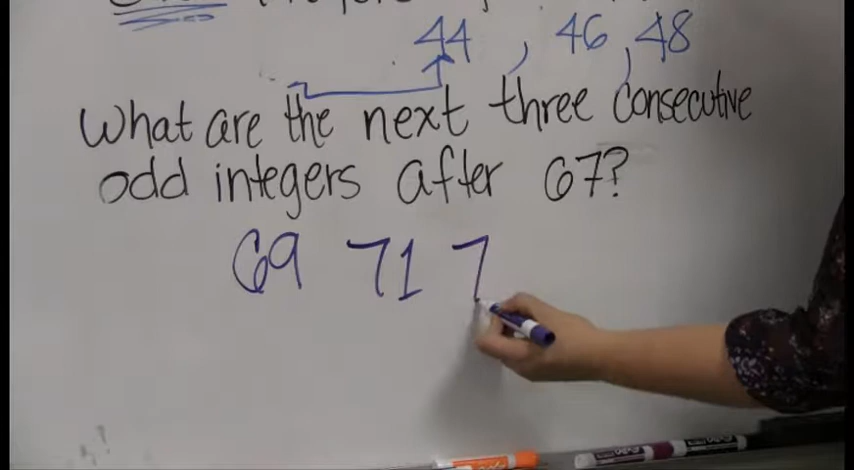 44, 46, 48
What are the next three consecutive
odd integers after 67?
69 71 7